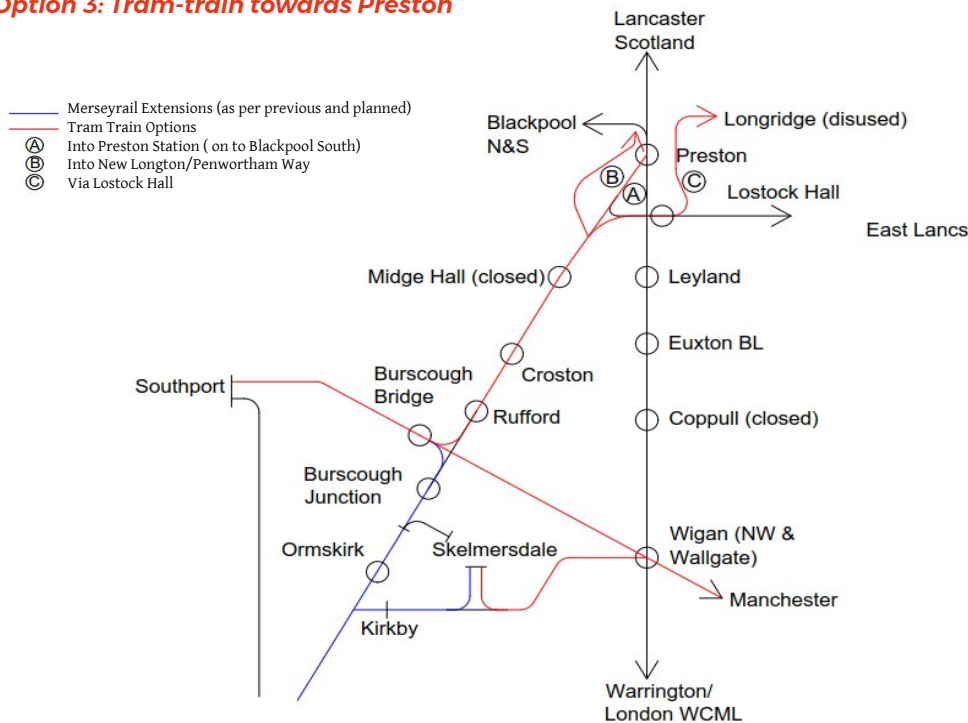 Option 3: Tram-train towards Preston
Lancaster
Scotland
Merseyrail Extensions (as per previous and planned)
Tram Train Options
A Into Preston Station ( on to Blackpool South)
B Into New Longton/Penwortham Way
C Via Lostock Hall
Blackpool
N&S
Longridge (disused)
Preston
B
A
C
Lostock Hall
East Lancs
Midge Hall (closed)
Leyland
Euxton BL
Croston
Burscough
Bridge
Southport
Rufford
Coppull (closed)
Burscough
Junction
Wigan (NW &
Wallgate)
Ormskirk
Skelmersdale
Manchester
Kirkby
Warrington/
London WCML